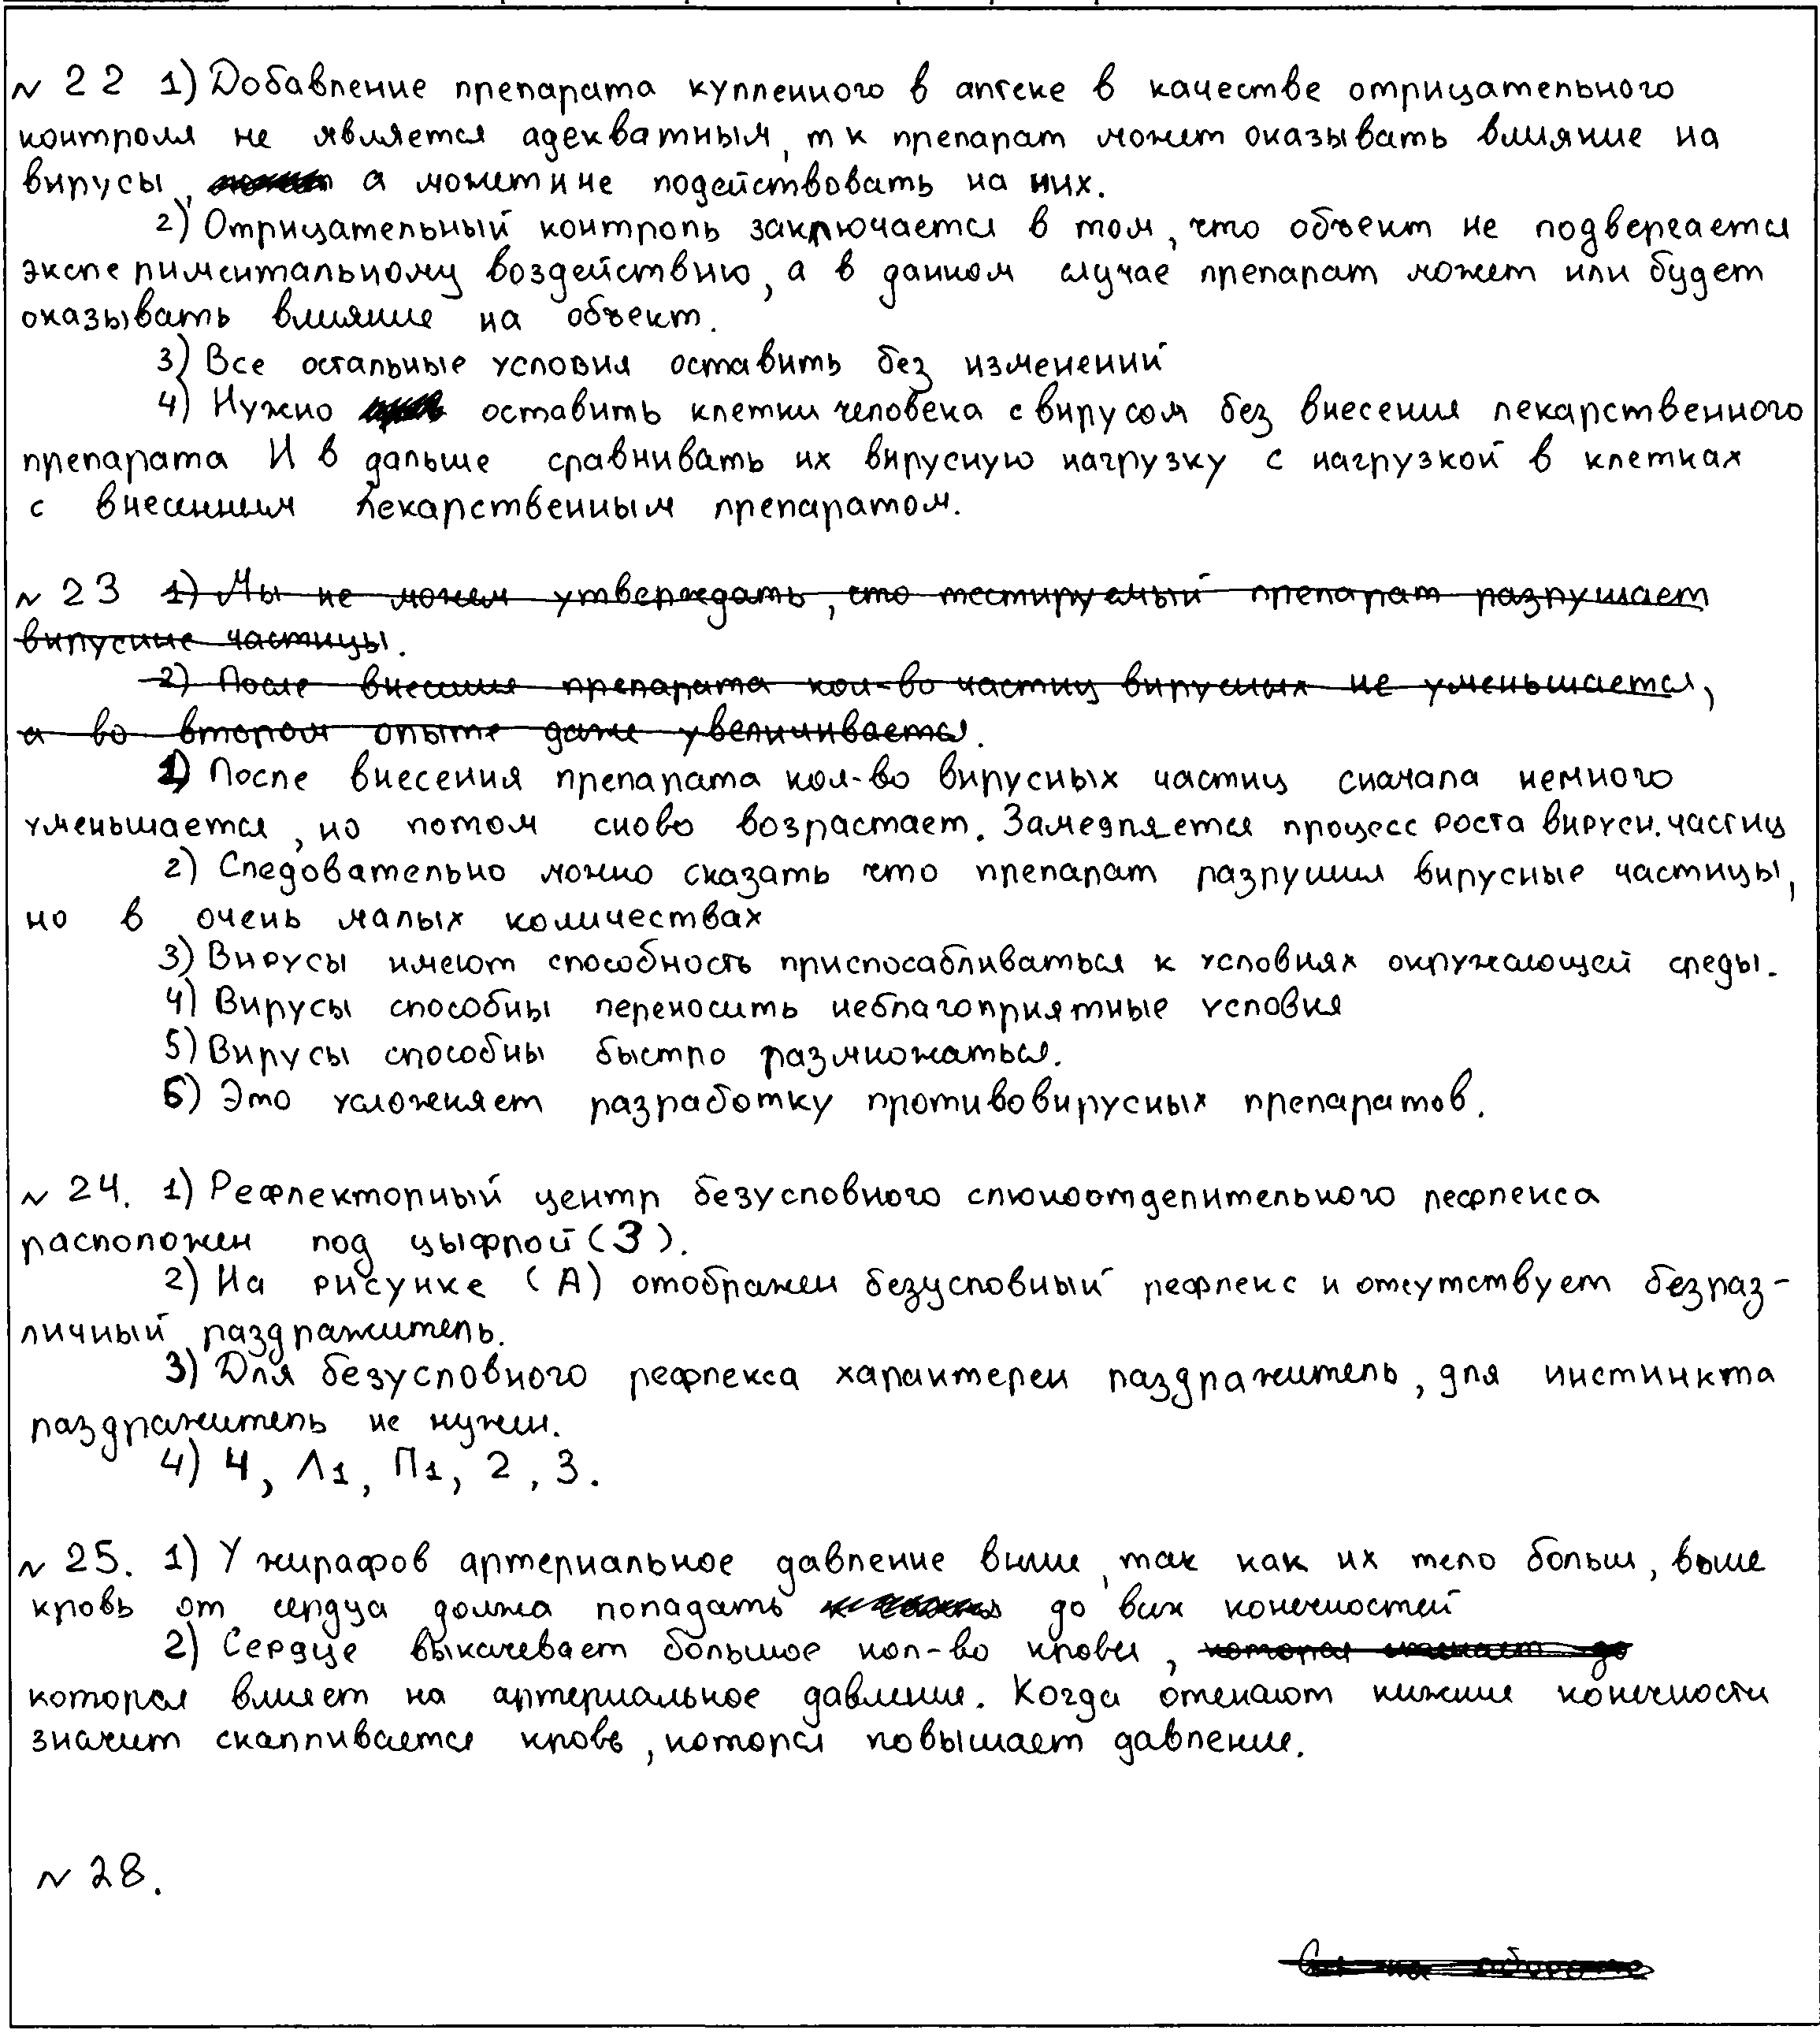 № 22 1) Добавление препарата купленного в аптеке в качестве отрицательного
контроля не является адекватным, т к препарат может оказывать влияние на
вирусы, а может и не подействовать на них.
2) Отрицательный контроль заключается в том, что объект не подвергается
экспериментальному воздействию, а в данном случае препарат может или будет
оказывать влияние на объект.
3) Все остальные условия оставить без изменений
4) Нужно оставить клетки человека с вирусом без внесения лекарственного
препарата И в дальше сравнивать их вирусную нагрузку с нагрузкой в клетках
с внесенным лекарственным препаратом.
№ 23 1) Мы не можем утверждать, что тестируемый препарат разрушает
вирусние частицы.
2) После внесения препарата кол-во частиц вирусных не уменьшается,
а во втором опыте даже увеличивается.
1) После внесения препарата кол-во вирусных частиц сначала немного
уменьшается, но потом сново возрастает. Замедляется процесс роста вирусн. частиц
2) Следовательно можно сказать что препарат разрушил вирусные частицы,
но в очень малых количествах
3) Вирусы имеют способность приспосабливаться к условиях окружающей среды.
4) Вирусы способны переносить неблагоприятные условия
5) Вирусы способны быстро размножаться.
6) Это усложняет разработку противовирусных препаратов.
№ 24. 1) Рефлекторный центр безусловного слюноотделительного рефлекса
расположен под цыфрой (3).
2) На рисунке (А) отображен безусловный рефлекс и отсутствует безраз-
личный раздражитель.
3) Для безусловного рефлекса характерен раздражитель, для инстинкта
раздражитель не нужен.
4) 4, Л1, П1, 2, 3.
№ 25. 1) У жирафов артериальное давление выше, так как их тело больш, выше
кровь от сердца должа попадать до всех конечностей
2) Сердце выкачевает большое кол-во крови,
которая влияет на артериальное давление. Когда отекают нижние конечности
значит скапливается кровь, которая повышает давление.
№ 28.